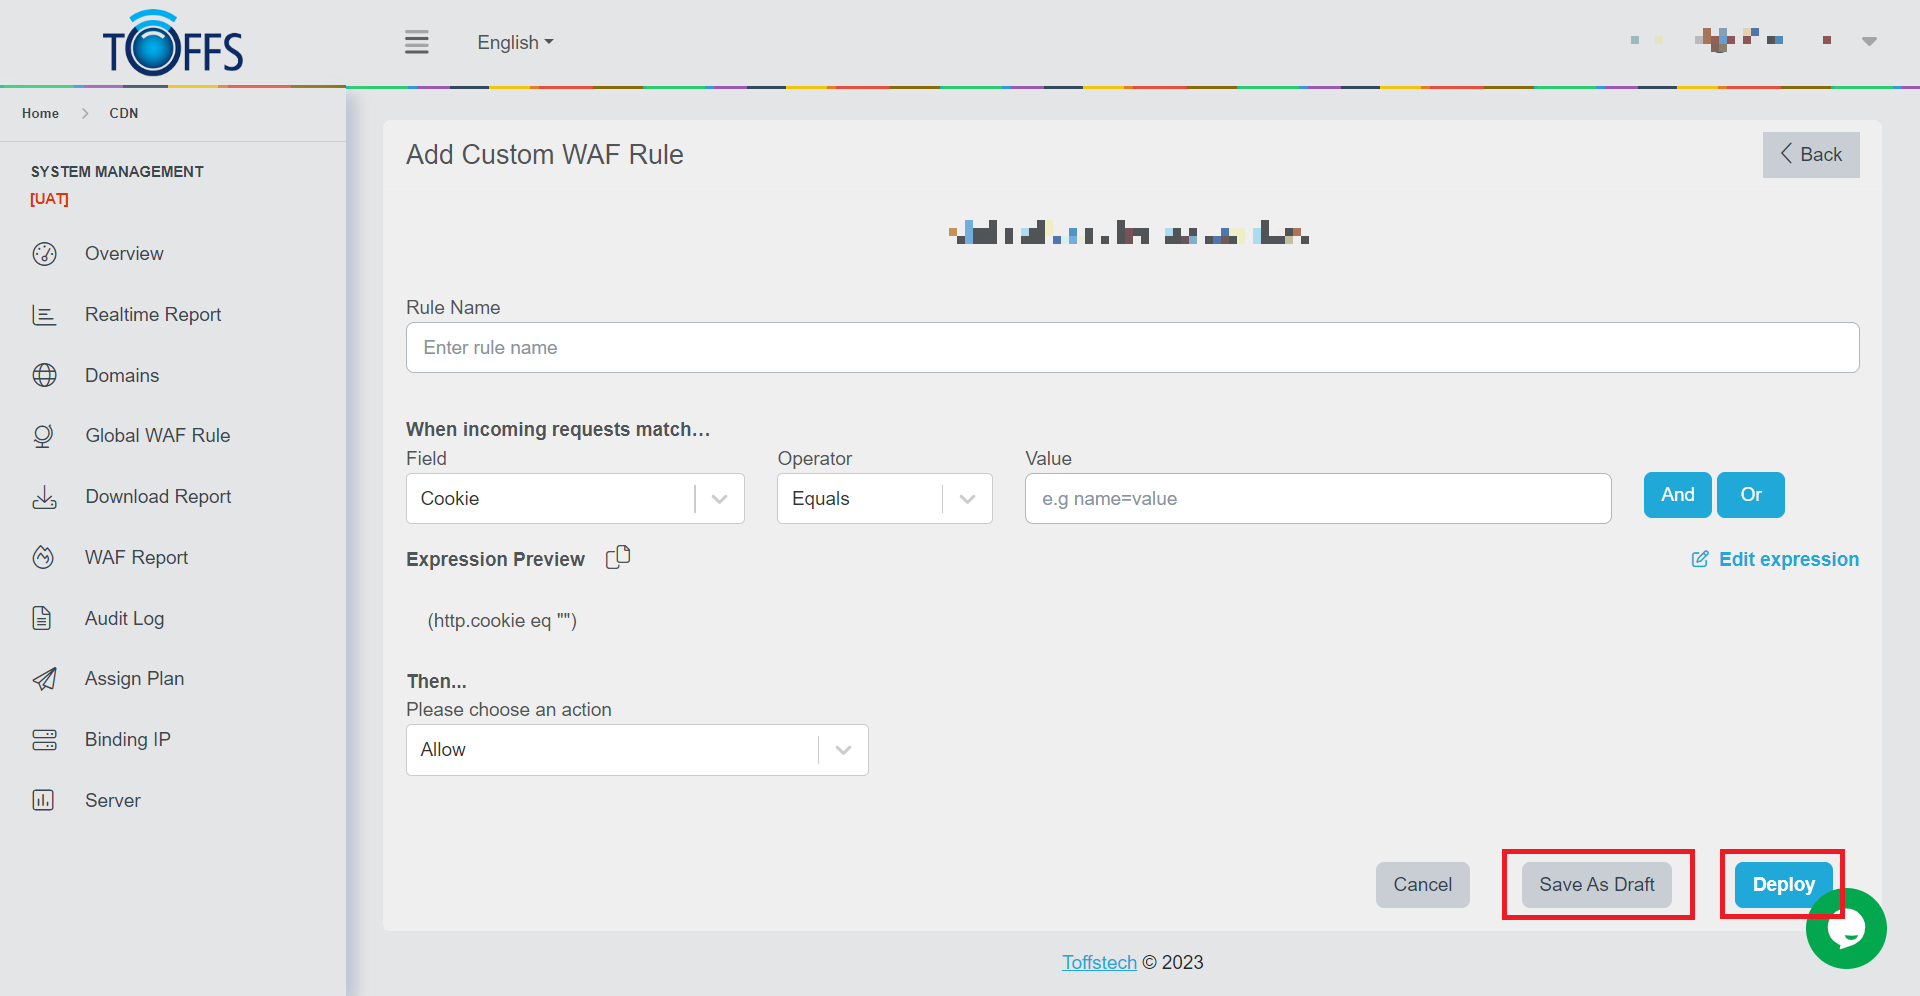 TOFFS
English
Home > CDN
SYSTEM MANAGEMENT
[UAT]
Overview
Realtime Report
Domains
Global WAF Rule
Download Report
WAF Report
Audit Log
Assign Plan
Binding IP
Server
Add Custom WAF Rule
Back
Rule Name
Enter rule name
When incoming requests match...
Field Operator Value
Cookie Equals e.g name=value And Or
Expression Preview Edit expression
(http.cookie eq "")
Then...
Please choose an action
Allow
Cancel Save As Draft Deploy
Toffstech © 2023